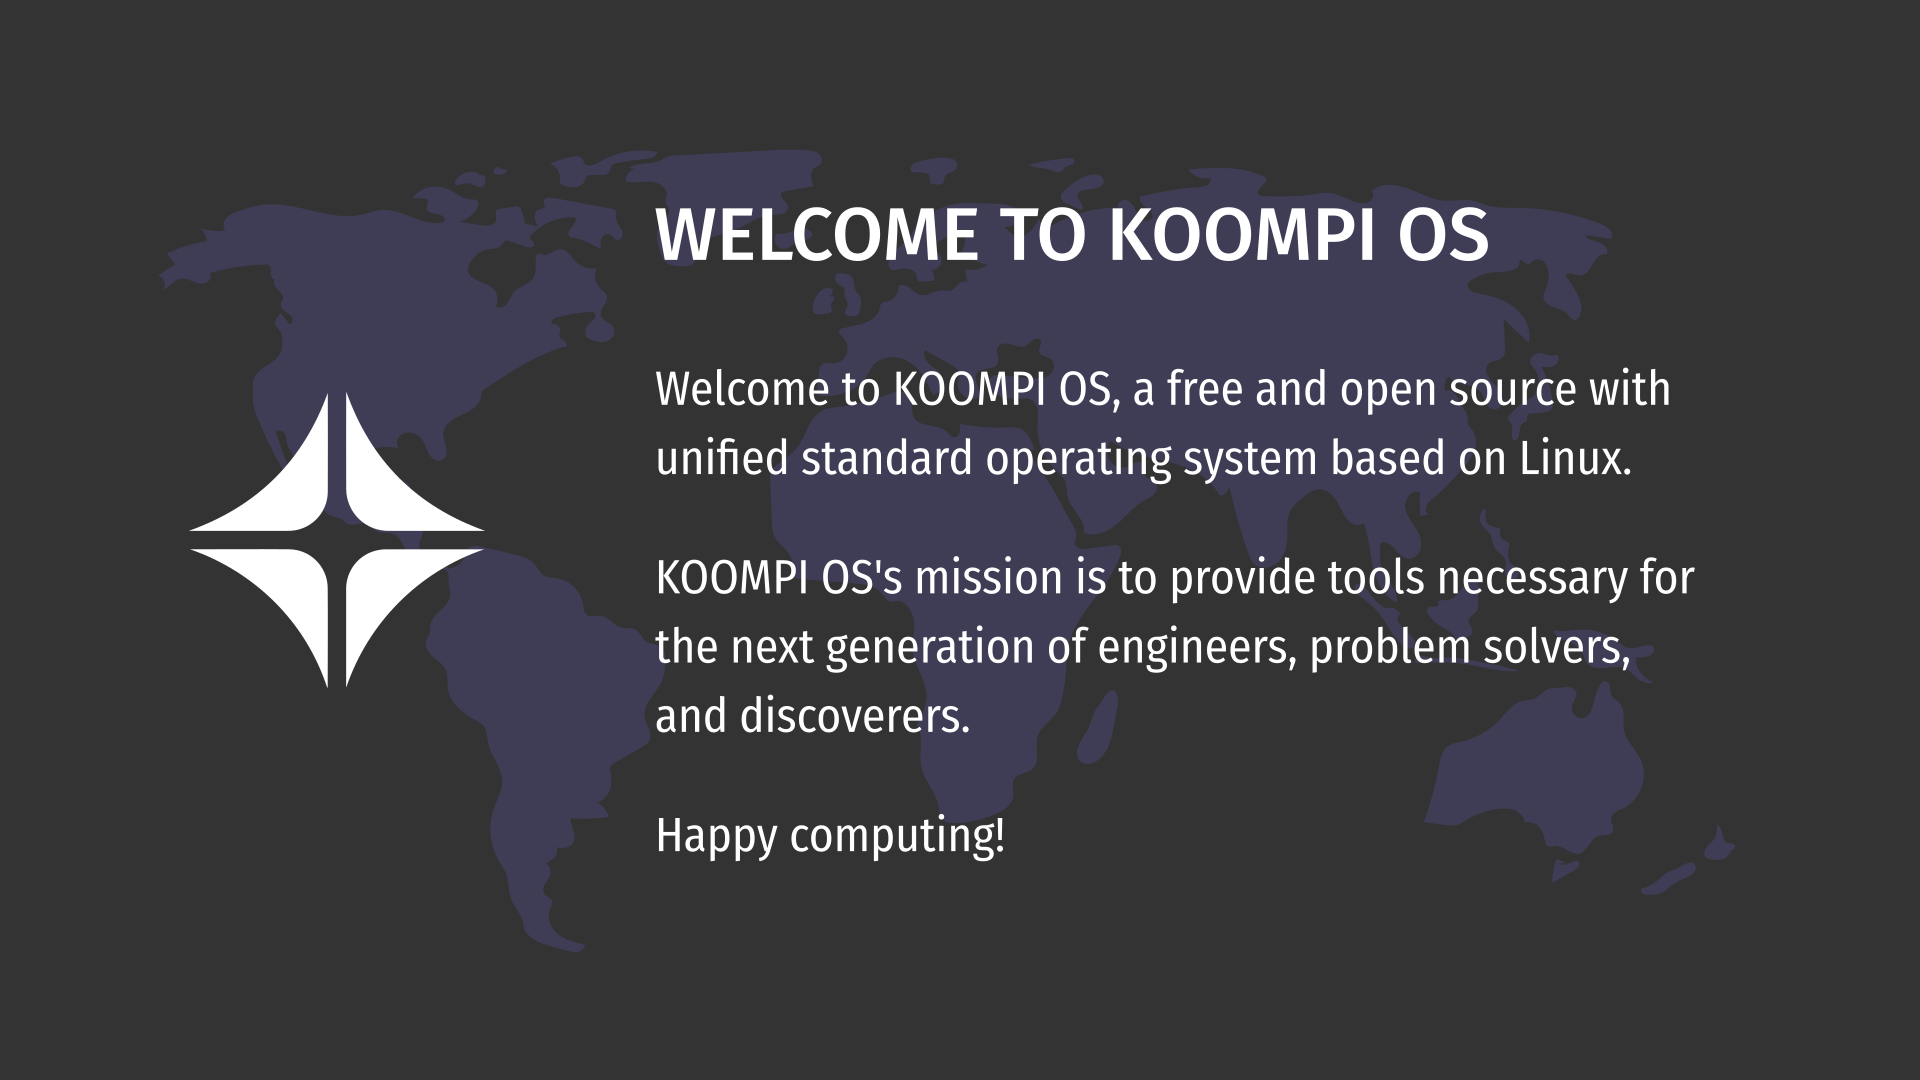 WELCOME TO KOOMPI OS
Welcome to KOOMPI OS, a free and open source with
unified standard operating system based on Linux.
KOOMPI OS's mission is to provide tools necessary for
the next generation of engineers, problem solvers,
and discoverers.
Happy computing!